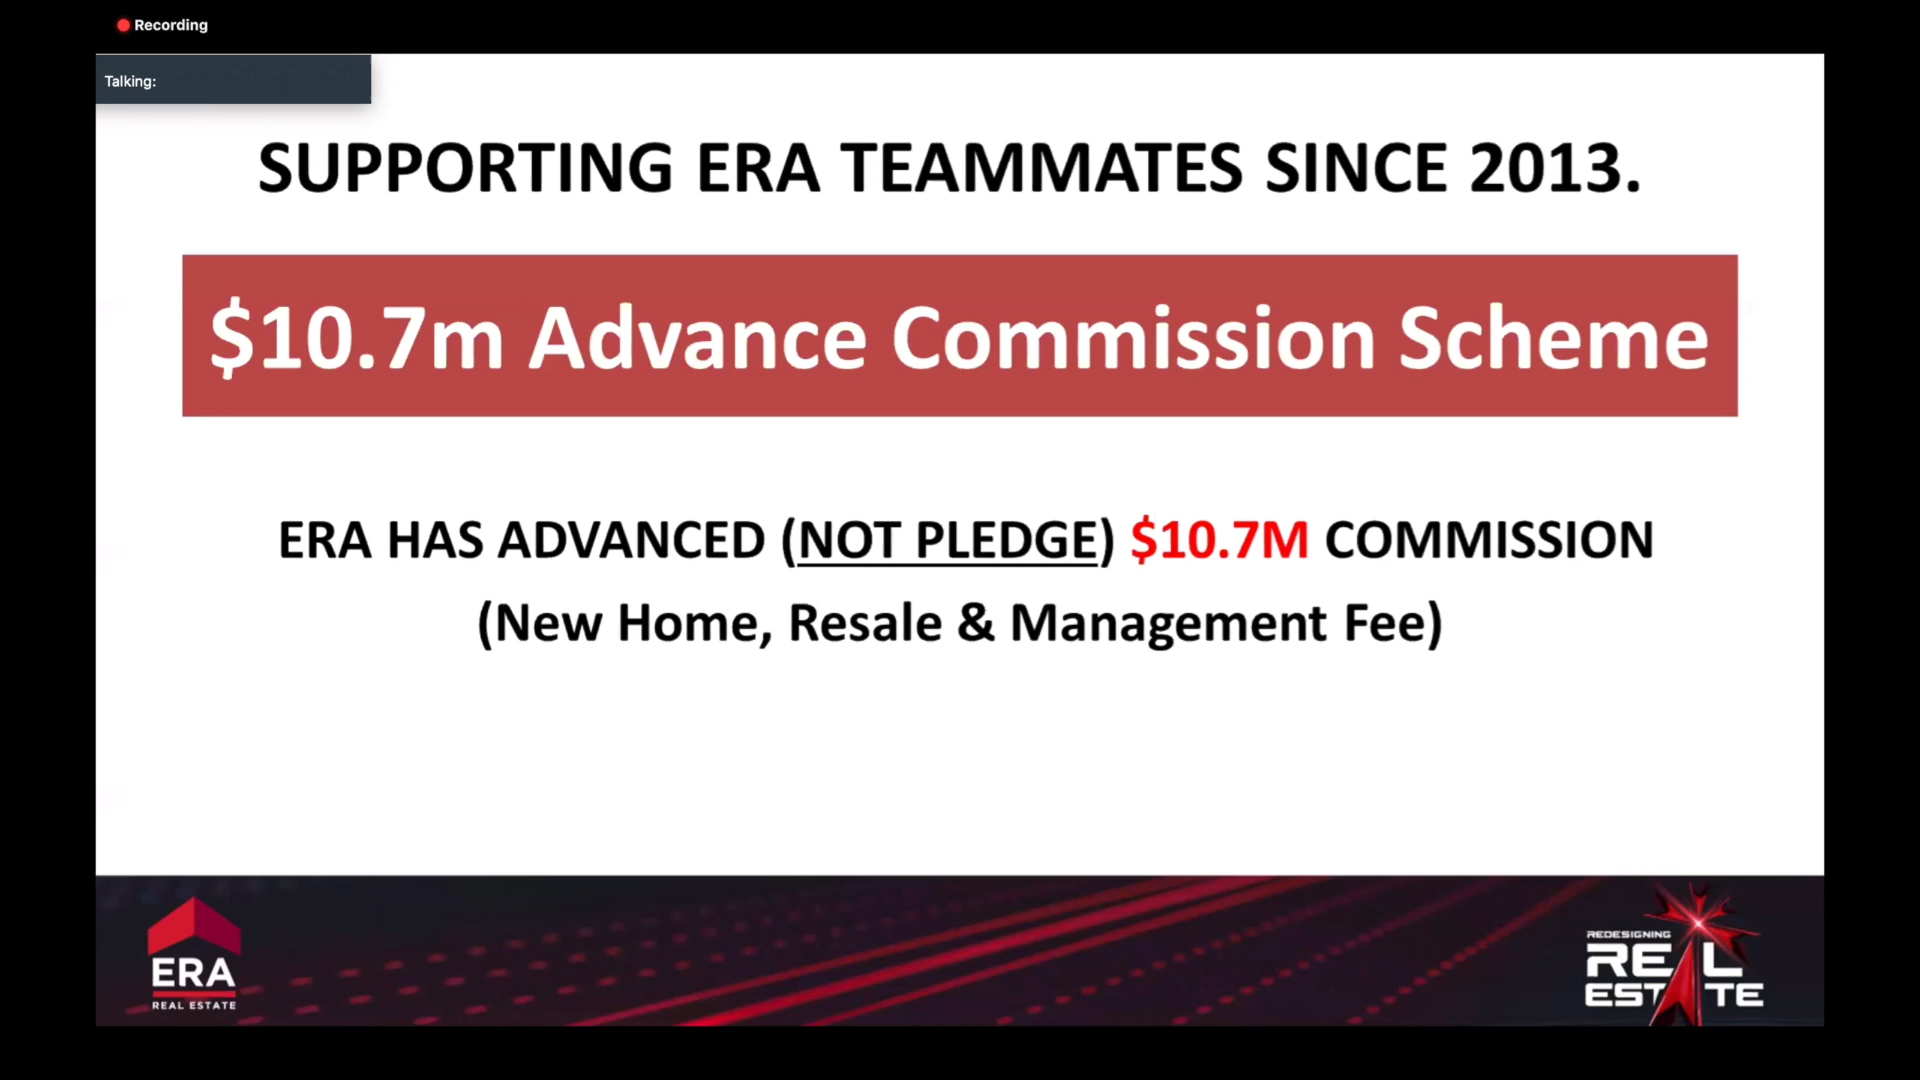 Recording
Talking:
SUPPORTING ERA TEAMMATES SINCE 2013.
$10.7m Advance Commission Scheme
ERA HAS ADVANCED (NOT PLEDGE) $10.7M COMMISSION
(New Home, Resale & Management Fee)
ERA
REAL ESTATE
REDESIGNING
REAL
ESTATE